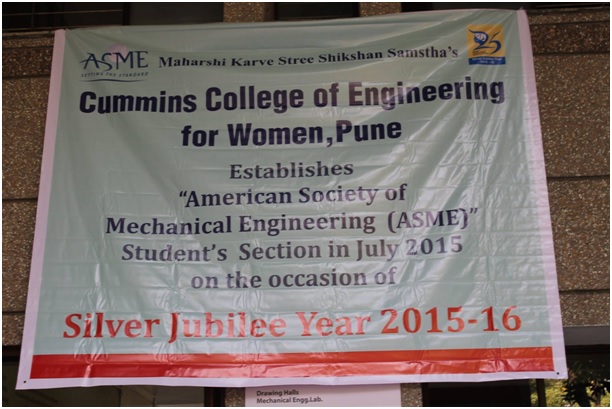 ASME
SETTING THE STANDARD
Maharshi Karve Stree Shikshan Samstha's
25
Cummins College of Engineering
for Women,Pune
Establishes
“American Society of
Mechanical Engineering (ASME)”
Student's Section in July 2015
on the occasion of
Silver Jubilee Year 2015-16
Drawing Halls
Mechanical Engg.Lab.